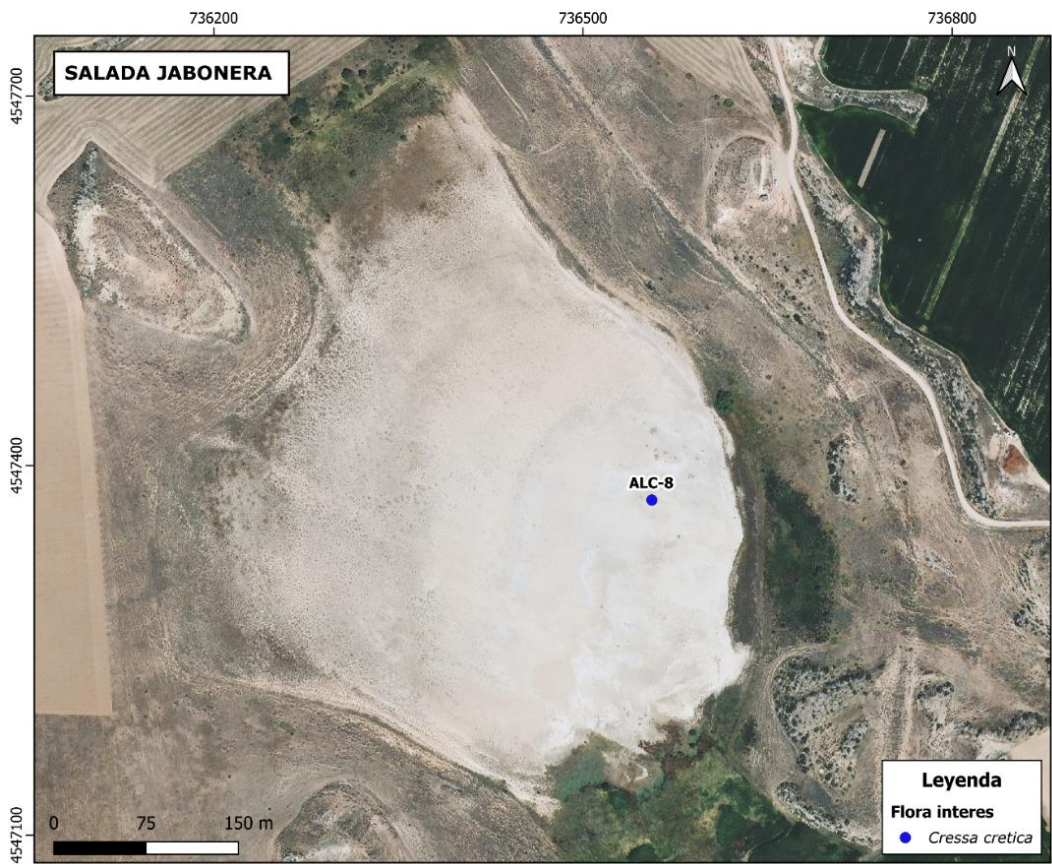 736200 736500 736800
SALADA JABONERA
N
4547700
4547400
ALC-8
4547100
0 75 150 m
Leyenda
Flora interes
Cressa cretica